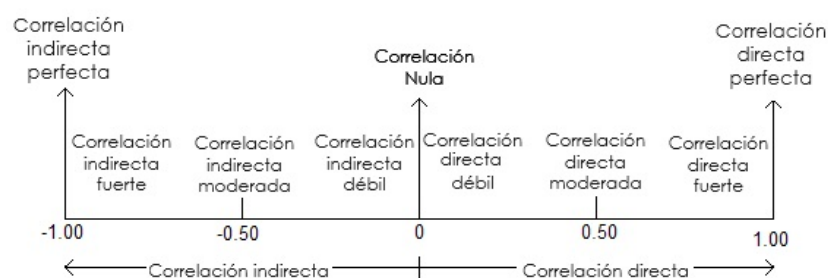 Correlación
indirecta
perfecta
Correlación
Nula
Correlación
directa
perfecta
Correlación
indirecta
fuerte
Correlación
indirecta
moderada
Correlación
indirecta
débil
Correlación
directa
débil
Correlación
directa
moderada
Correlación
directa
fuerte
-1.00
-0.50
0
0.50
1.00
Correlación indirecta
Correlación directa